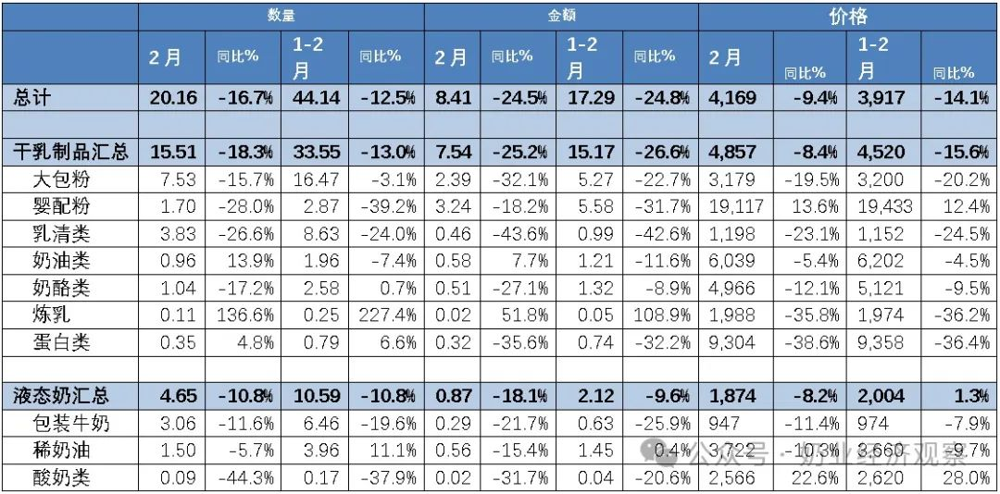 数量 金额 价格
2月 同比% 1-2月 同比% 2月 同比% 1-2月 同比% 2月 同比% 1-2月 同比%
总计 20.16 -16.7% 44.14 -12.5% 8.41 -24.5% 17.29 -24.8% 4,169 -9.4% 3,917 -14.1%
干乳制品汇总 15.51 -18.3% 33.55 -13.0% 7.54 -25.2% 15.17 -26.6% 4,857 -8.4% 4,520 -15.6%
大包粉 7.53 -15.7% 16.47 -3.1% 2.39 -32.1% 5.27 -22.7% 3,179 -19.5% 3,200 -20.2%
婴配粉 1.70 -28.0% 2.87 -39.2% 3.24 -18.2% 5.58 -31.7% 19,117 13.6% 19,433 12.4%
乳清类 3.83 -26.6% 8.63 -24.0% 0.46 -43.6% 0.99 -42.6% 1,198 -23.1% 1,152 -24.5%
奶油类 0.96 13.9% 1.96 -7.4% 0.58 7.7% 1.21 -11.6% 6,039 -5.4% 6,202 -4.5%
奶酪类 1.04 -17.2% 2.58 0.7% 0.51 -27.1% 1.32 -8.9% 4,966 -12.1% 5,121 -9.5%
炼乳 0.11 136.6% 0.25 227.4% 0.02 51.8% 0.05 108.9% 1,988 -35.8% 1,974 -36.2%
蛋白类 0.35 4.8% 0.79 6.6% 0.32 -35.6% 0.74 -32.2% 9,304 -38.6% 9,358 -36.4%
液态奶汇总 4.65 -10.8% 10.59 -10.8% 0.87 -18.1% 2.12 -9.6% 1,874 -8.2% 2,004 1.3%
包装牛奶 3.06 -11.6% 6.46 -19.6% 0.29 -21.7% 0.63 -25.9% 947 -11.4% 974 -7.9%
稀奶油 1.50 -5.7% 3.96 11.1% 0.56 -15.4% 1.45 0.4% 3,722 -10.3% 3,660 -9.7%
公众号·奶业经济观察
酸奶类 0.09 -44.3% 0.17 -37.9% 0.02 -31.7% 0.04 -20.6% 2,566 22.6% 2,620 28.0%